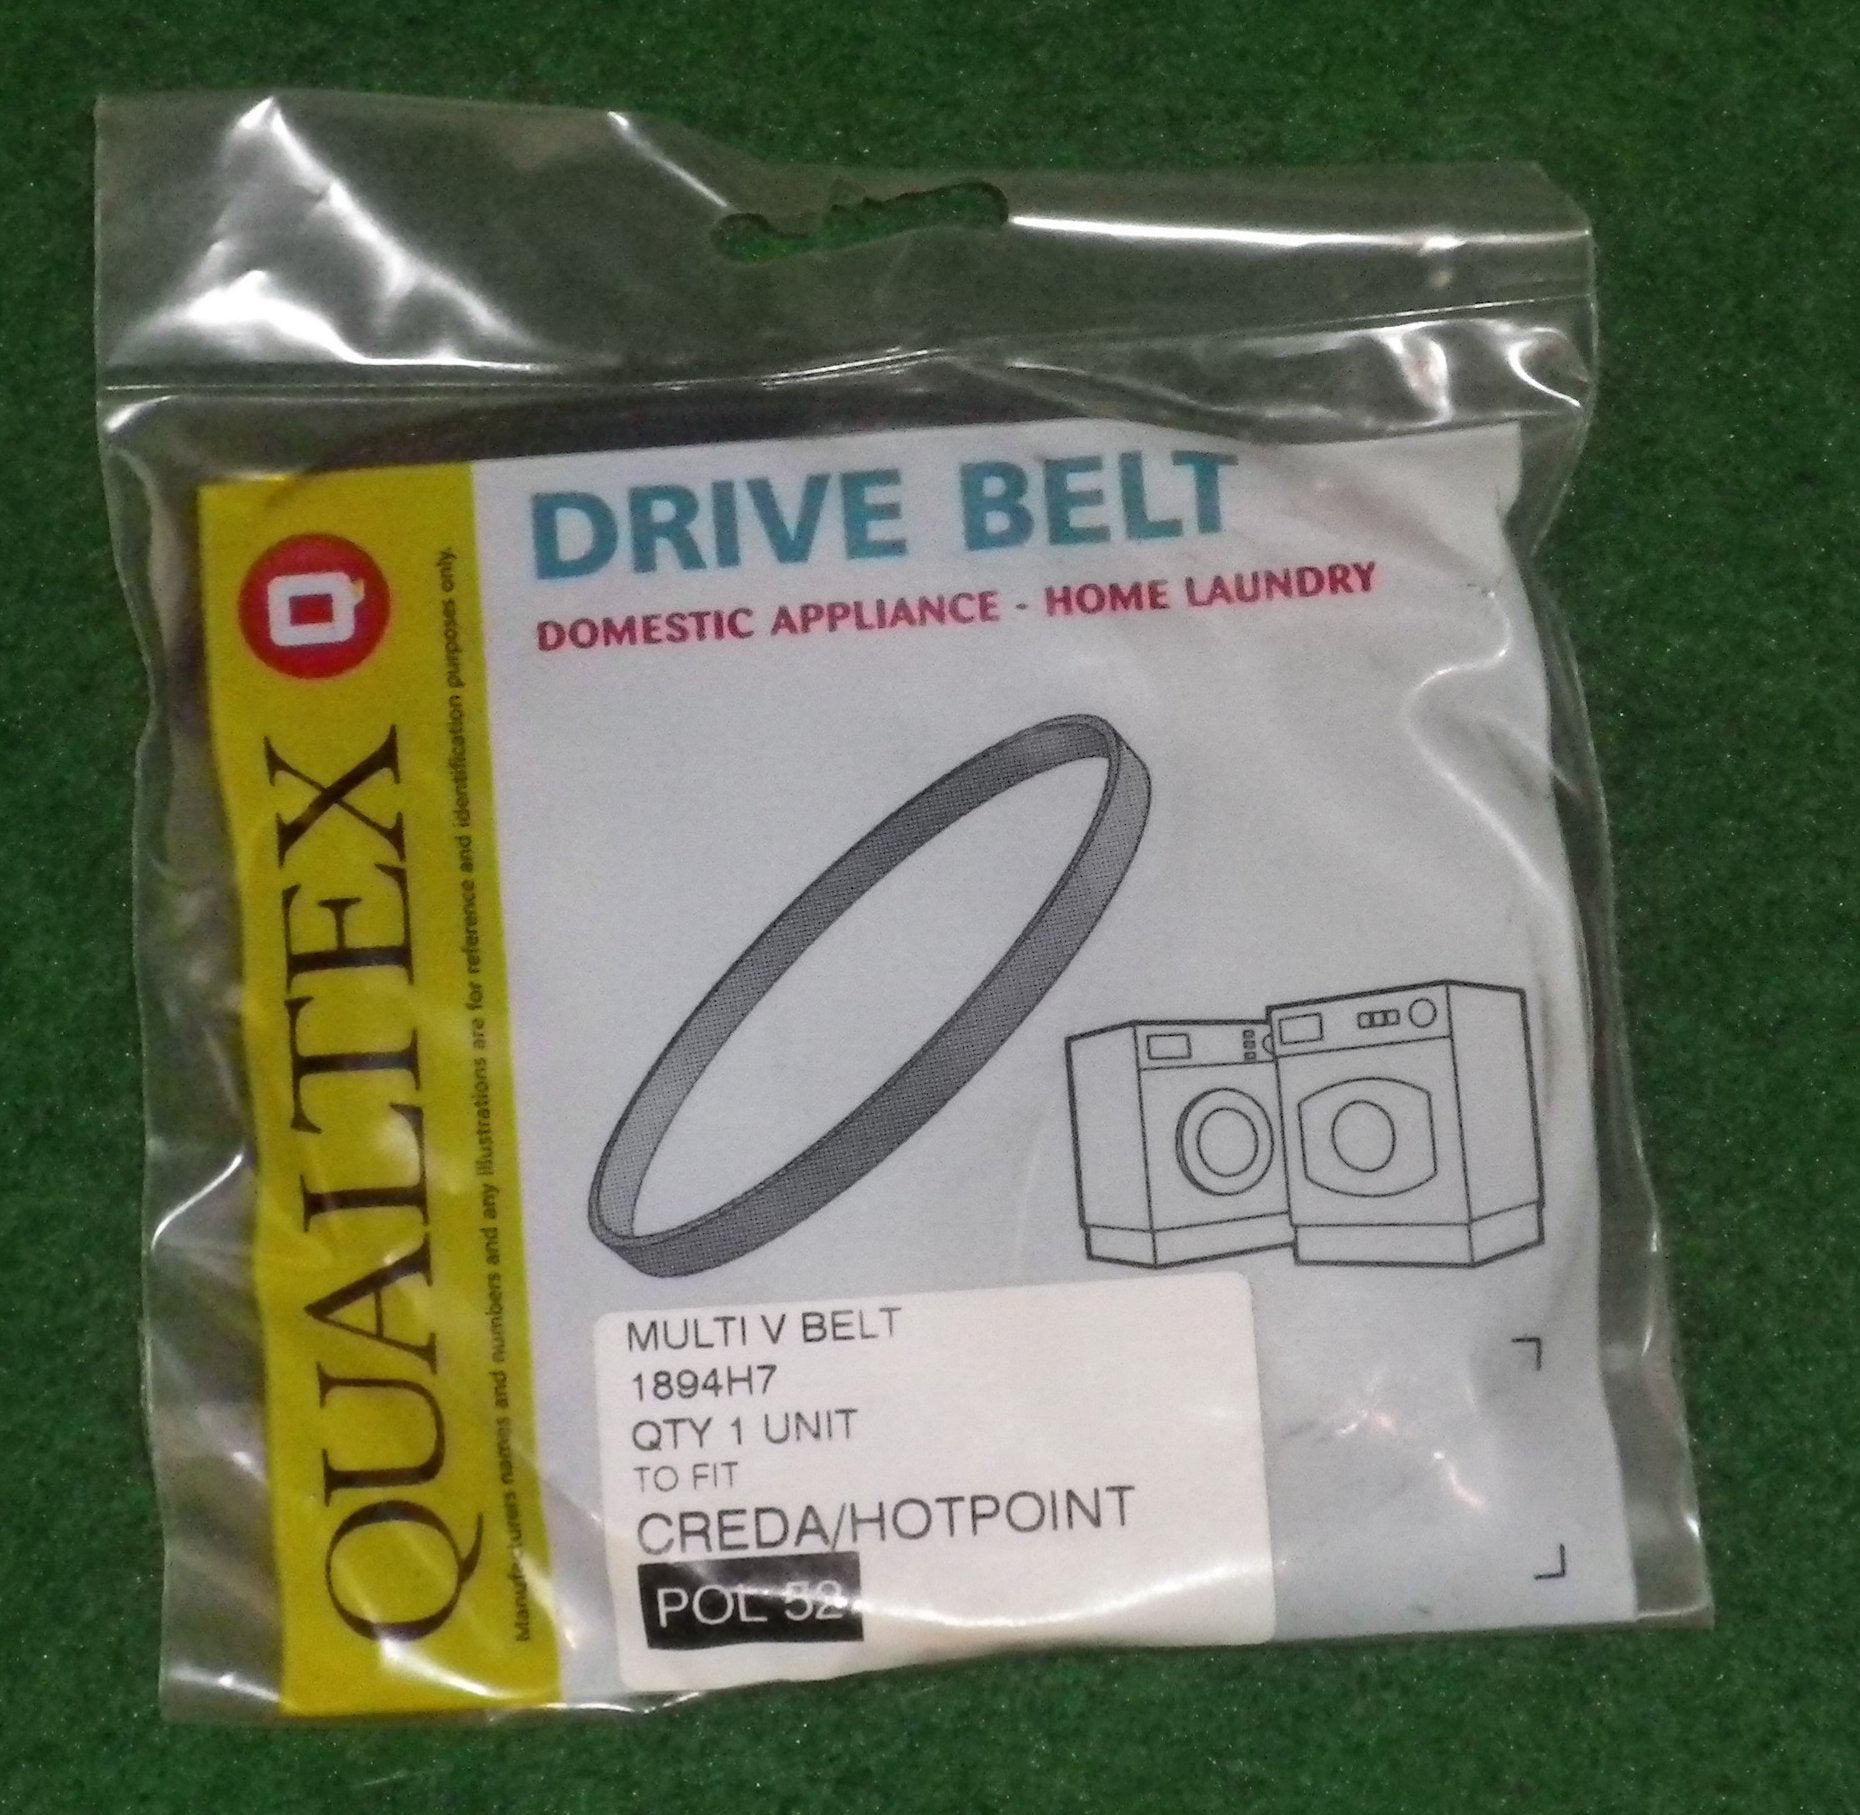 DRIVE BELT
DOMESTIC APPLIANCE - HOME LAUNDRY
QUALTEX
Manufacturers names and numbers and any illustrations are for reference and identification purposes only.
MULTI V BELT
1894H7
QTY 1 UNIT
TO FIT
CREDA/HOTPOINT
POL 52